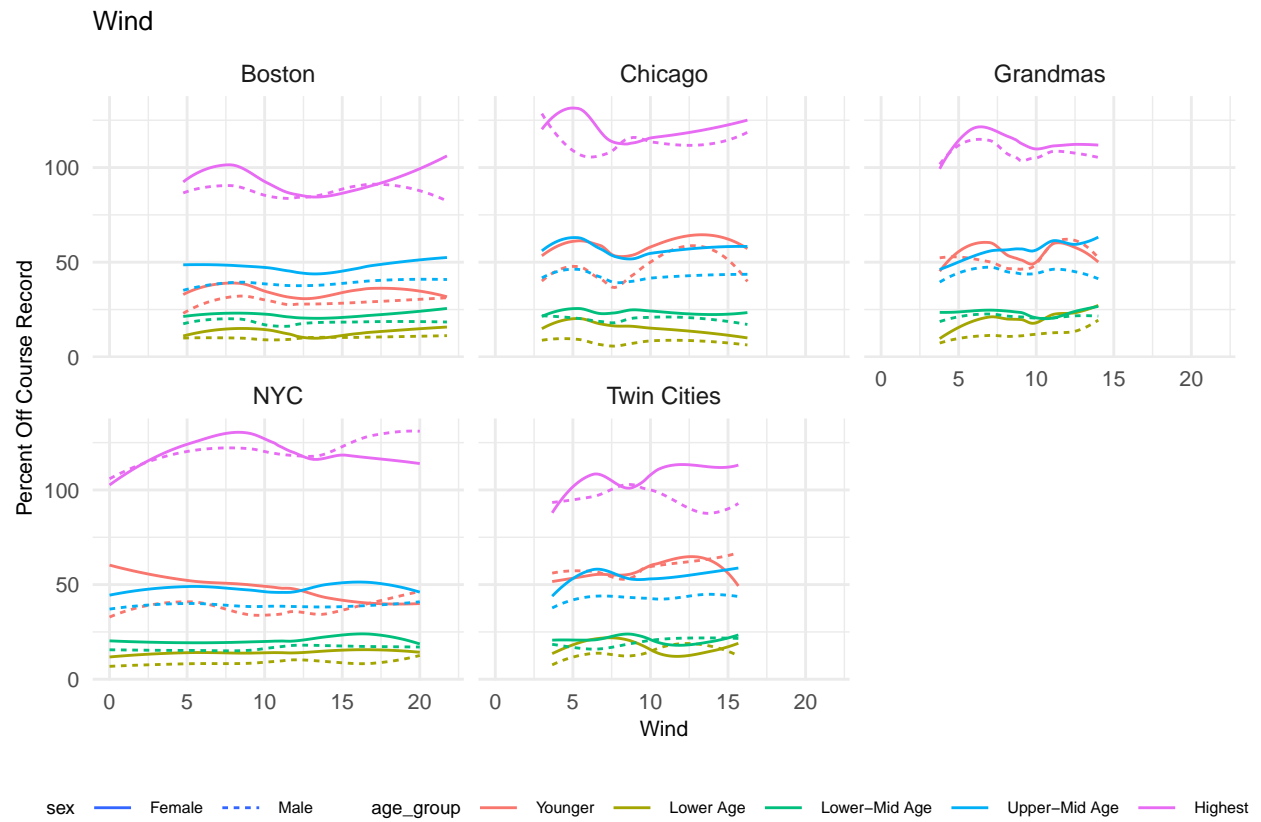 Wind
Boston Chicago Grandmas
100
50
0
0 5 10 15 20
NYC Twin Cities
100
50
0
0 5 10 15 20 0 5 10 15 20
Percent Off Course Record
Wind
sex Female Male age_group Younger Lower Age Lower−Mid Age Upper−Mid Age Highest